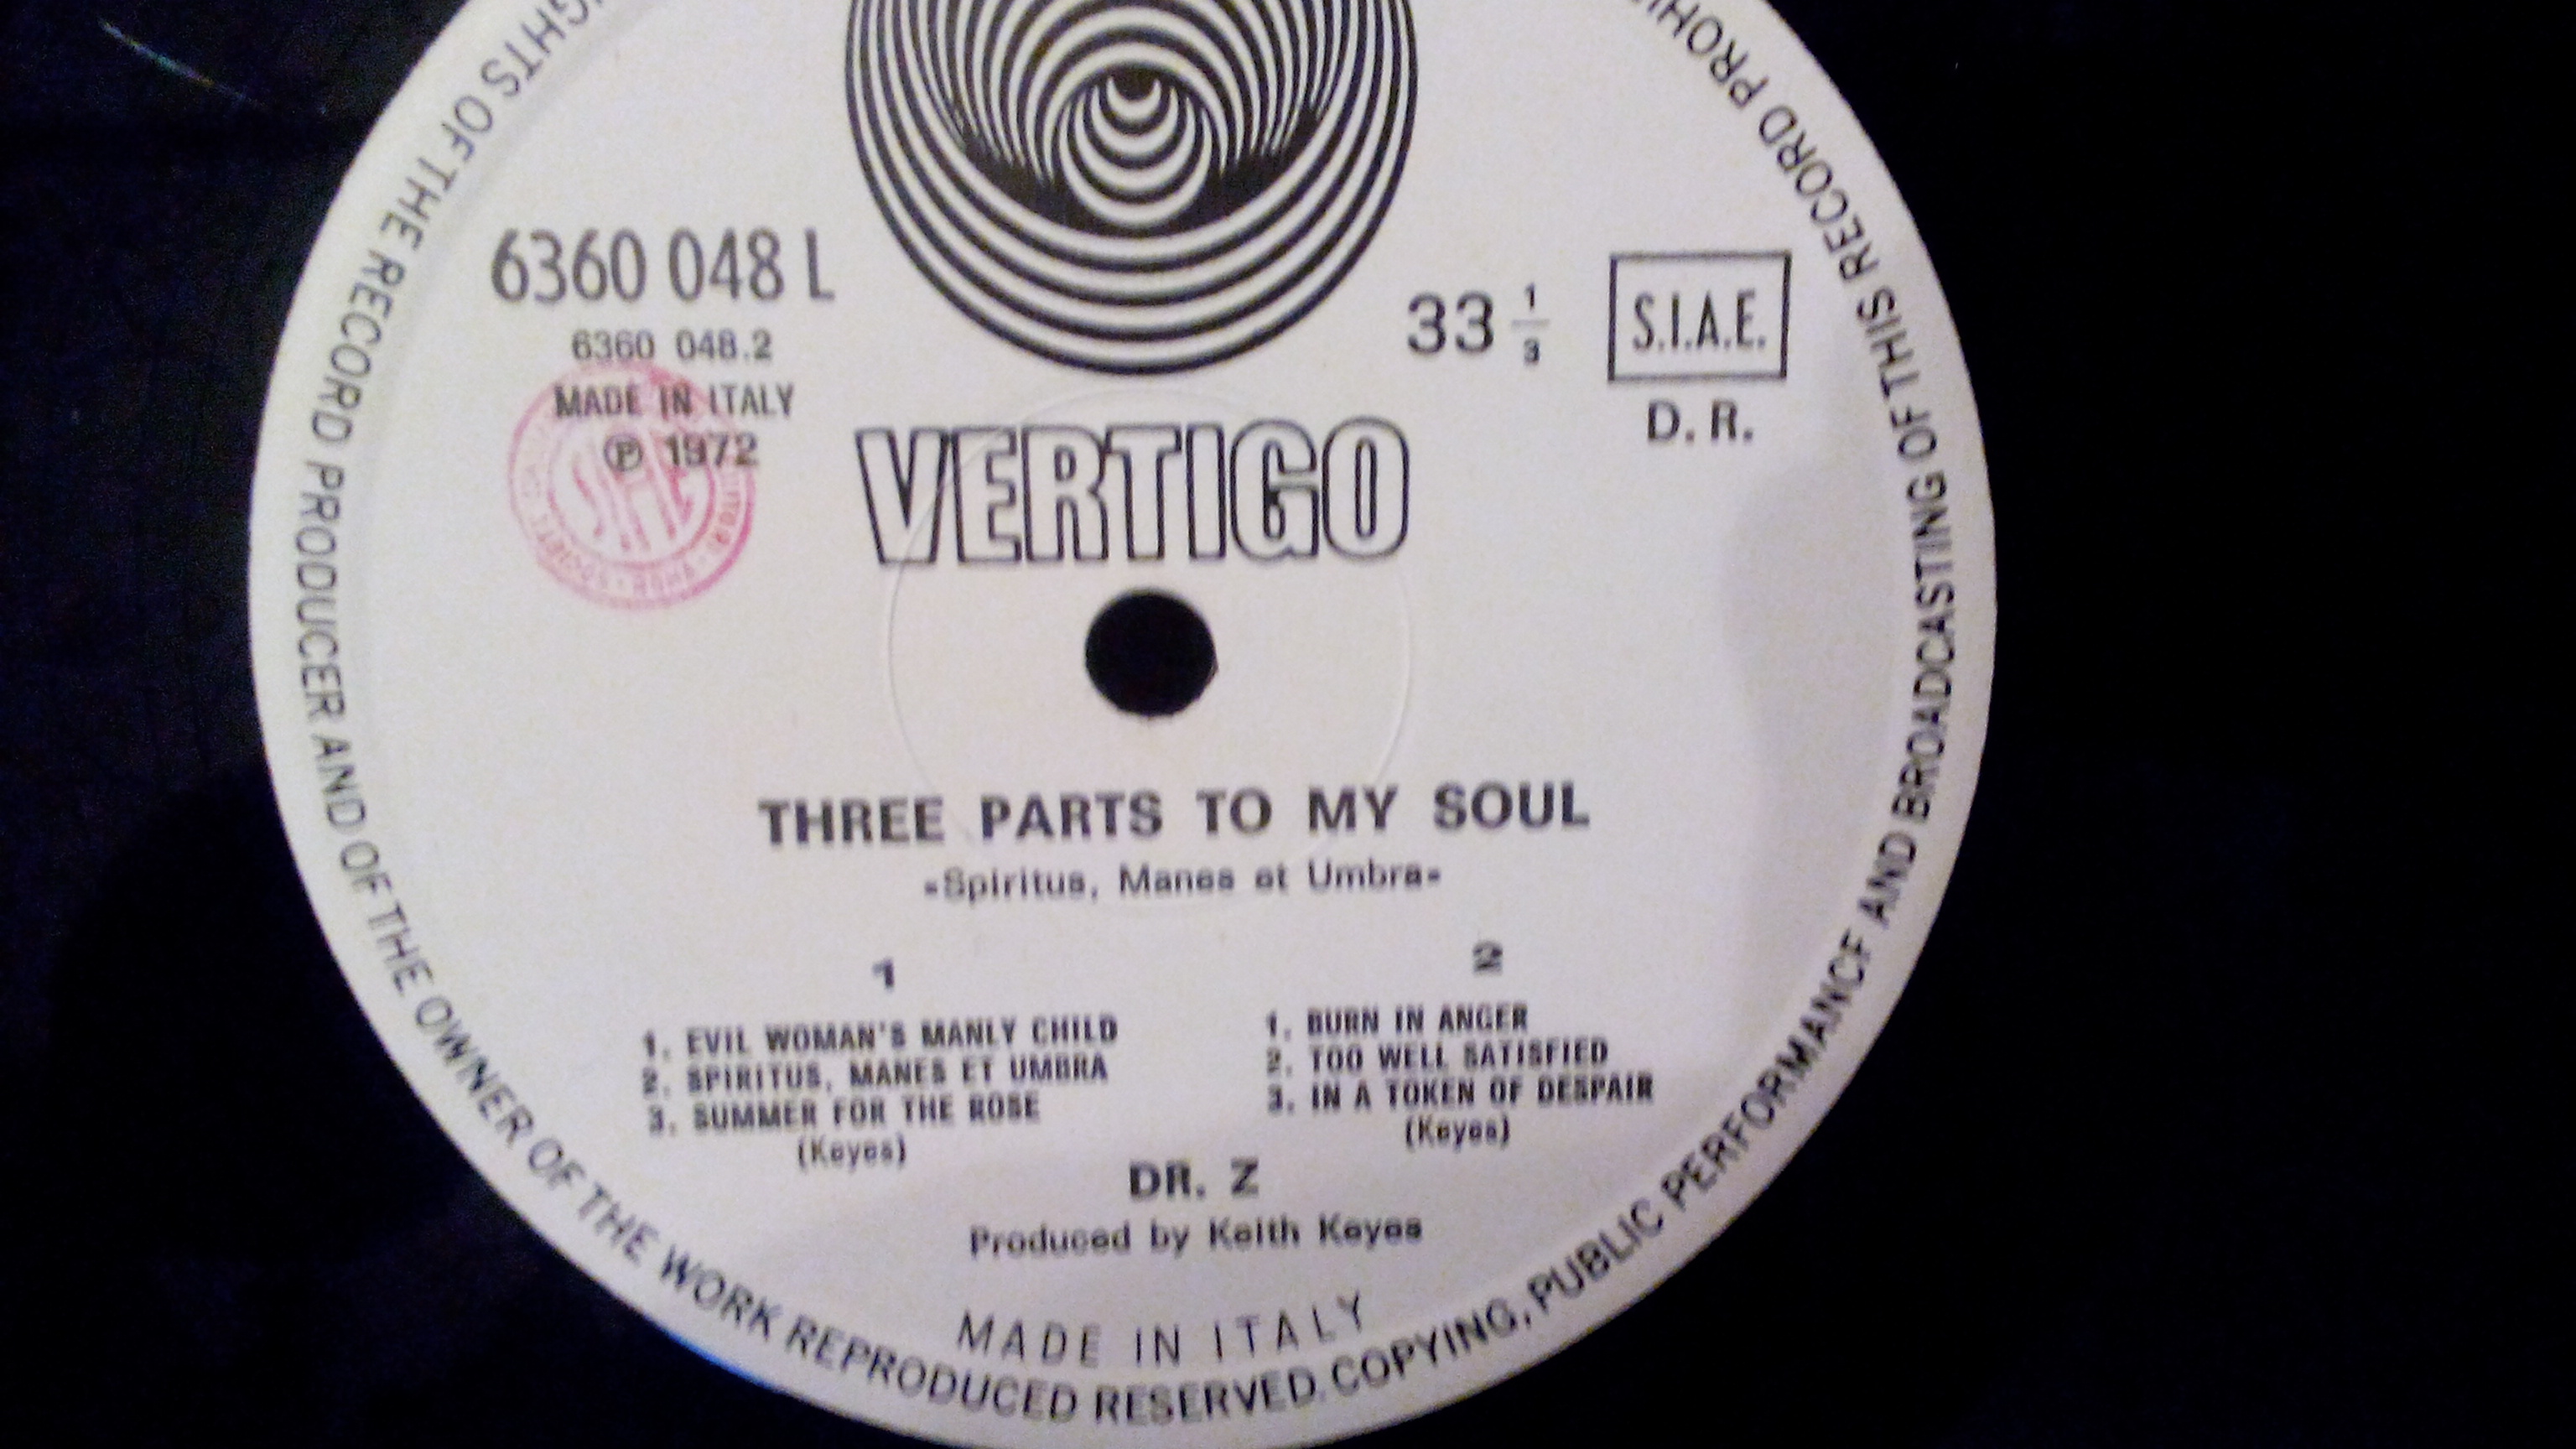 GHTS OF THE RECORD PRODUCER AND OF THE OWNER OF THE WORK REPRODUCED RESERVED. COPYING, PUBLIC PERFORMANCE AND BROADCASTING OF THIS RECORD PROHI
6360 048 L
6360 048.2
MADE IN ITALY
℗ 1972
33 1/3
S.I.A.E.
D. R.
VERTIGO
THREE PARTS TO MY SOUL
«Spiritus, Manes et Umbra»
1
1. EVIL WOMAN'S MANLY CHILD
2. SPIRITUS, MANES ET UMBRA
3. SUMMER FOR THE ROSE
(Keyes)
2
1. BURN IN ANGER
2. TOO WELL SATISFIED
3. IN A TOKEN OF DESPAIR
(Keyes)
DR. Z
Produced by Keith Keyes
MADE IN ITALY